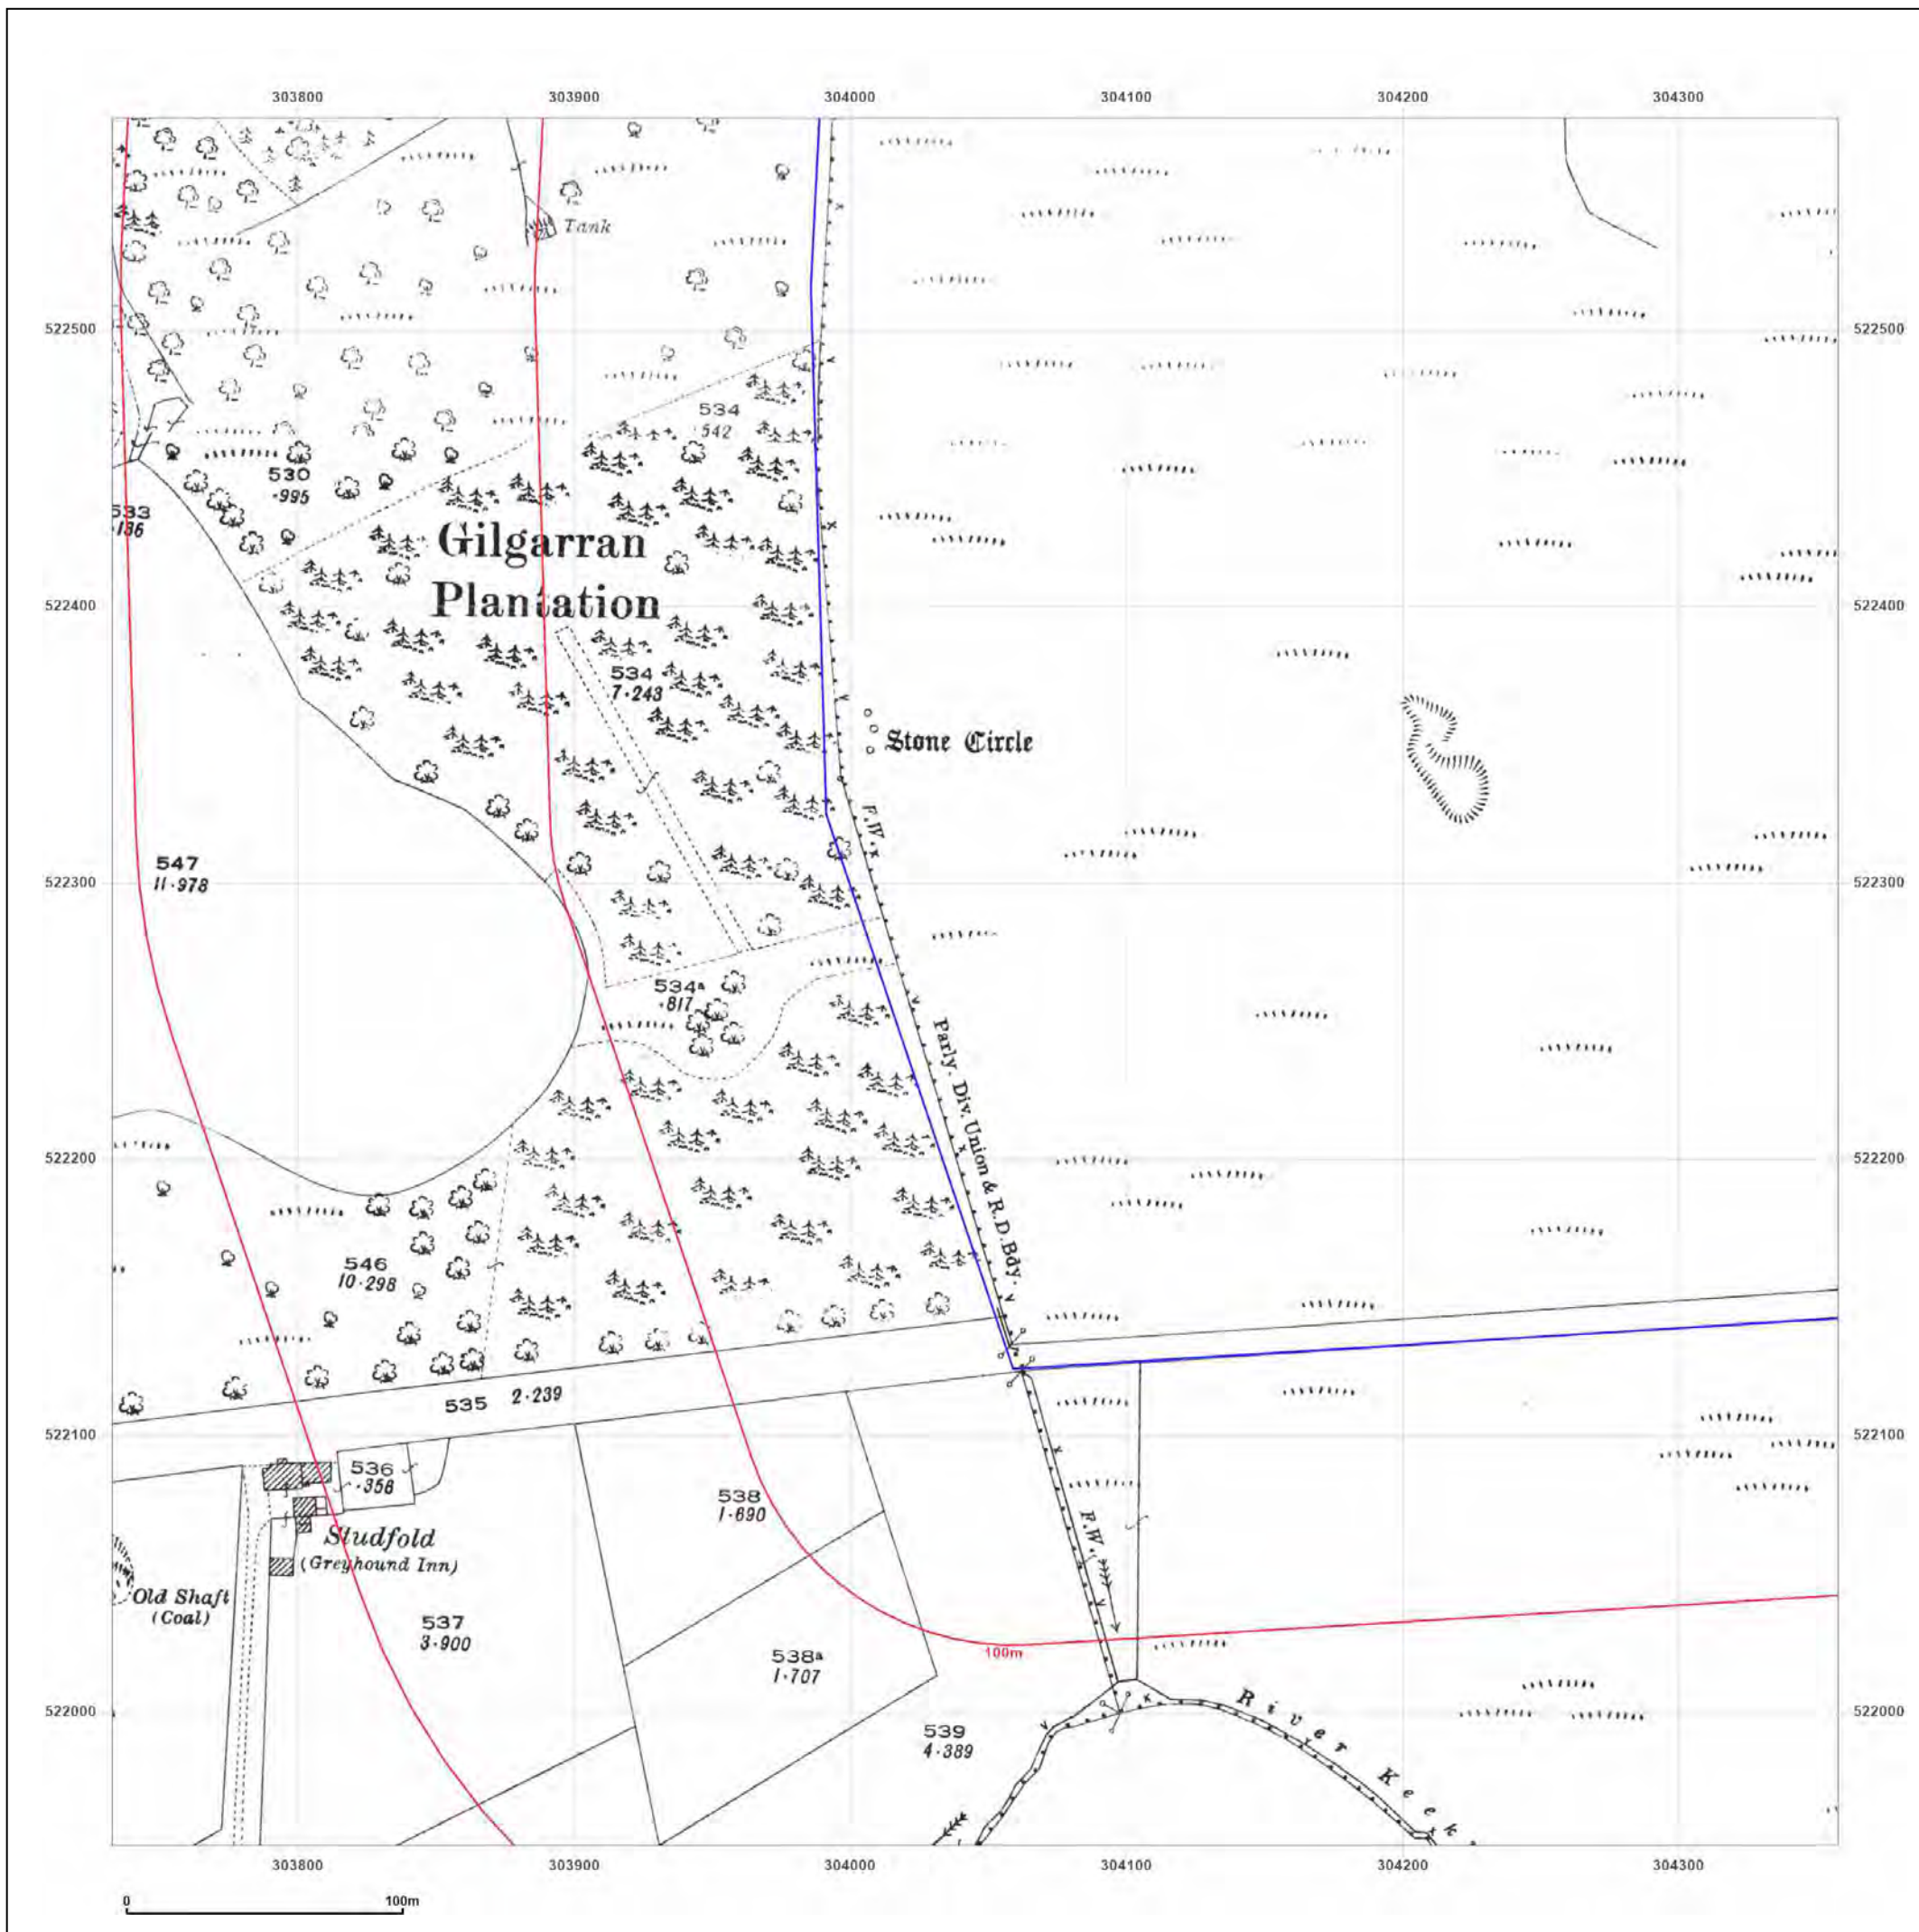 303800 303900 304000 304100 304200 304300
Tank
522500 522500
534
.542
530
.995
533
.136
Gilgarran
Plantation
522400 522400
534
7.243
Stone Circle
F.W.
547
11.978
522300 522300
534a
.817
Parly. Div. Union & R.D. Bdy.
522200 522200
546
10.298
535 2.239
522100 522100
536
.358
538
1.690
Studfold
(Greyhound Inn)
F.W.
Old Shaft
(Coal)
537
3.900
100m
538a
1.707
522000 522000
River Keek
539
4.389
303800 303900 304000 304100 304200 304300
0 100m